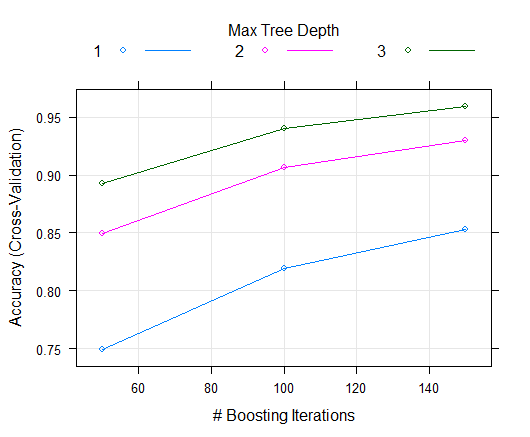 Max Tree Depth
1 2 3
0.95
0.90
0.85
0.80
0.75
Accuracy (Cross-Validation)
60 80 100 120 140
# Boosting Iterations